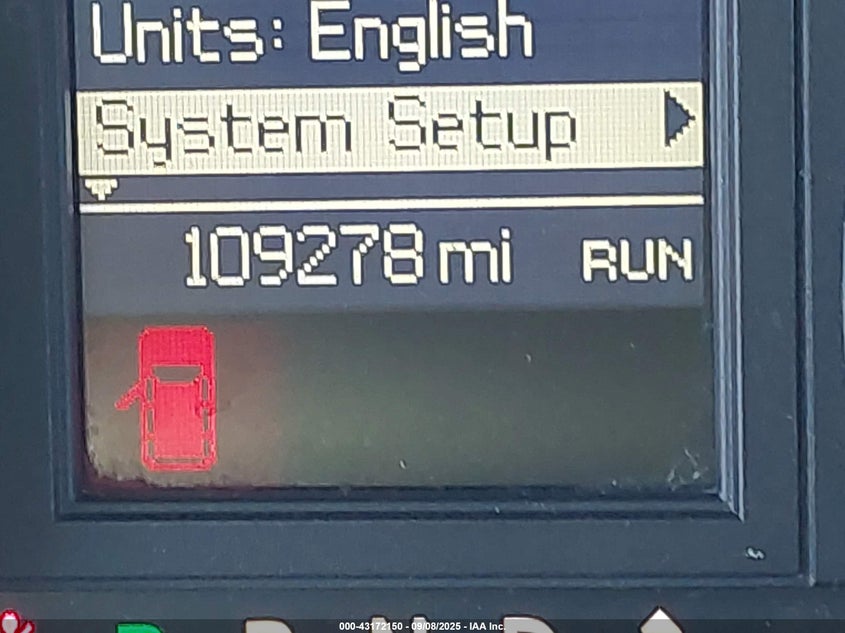 Units: English
System Setup
109278 mi RUN
000-43172150 - 09/08/2025 - IAA Inc.